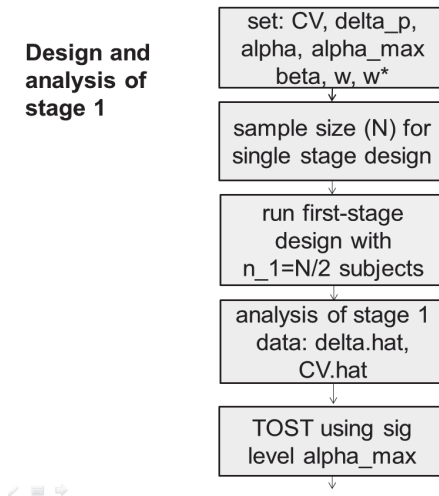 Design and
analysis of
stage 1
set: CV, delta_p,
alpha, alpha_max
beta, w, w*
sample size (N) for
single stage design
run first-stage
design with
n_1=N/2 subjects
analysis of stage 1
data: delta.hat,
CV.hat
TOST using sig
level alpha_max